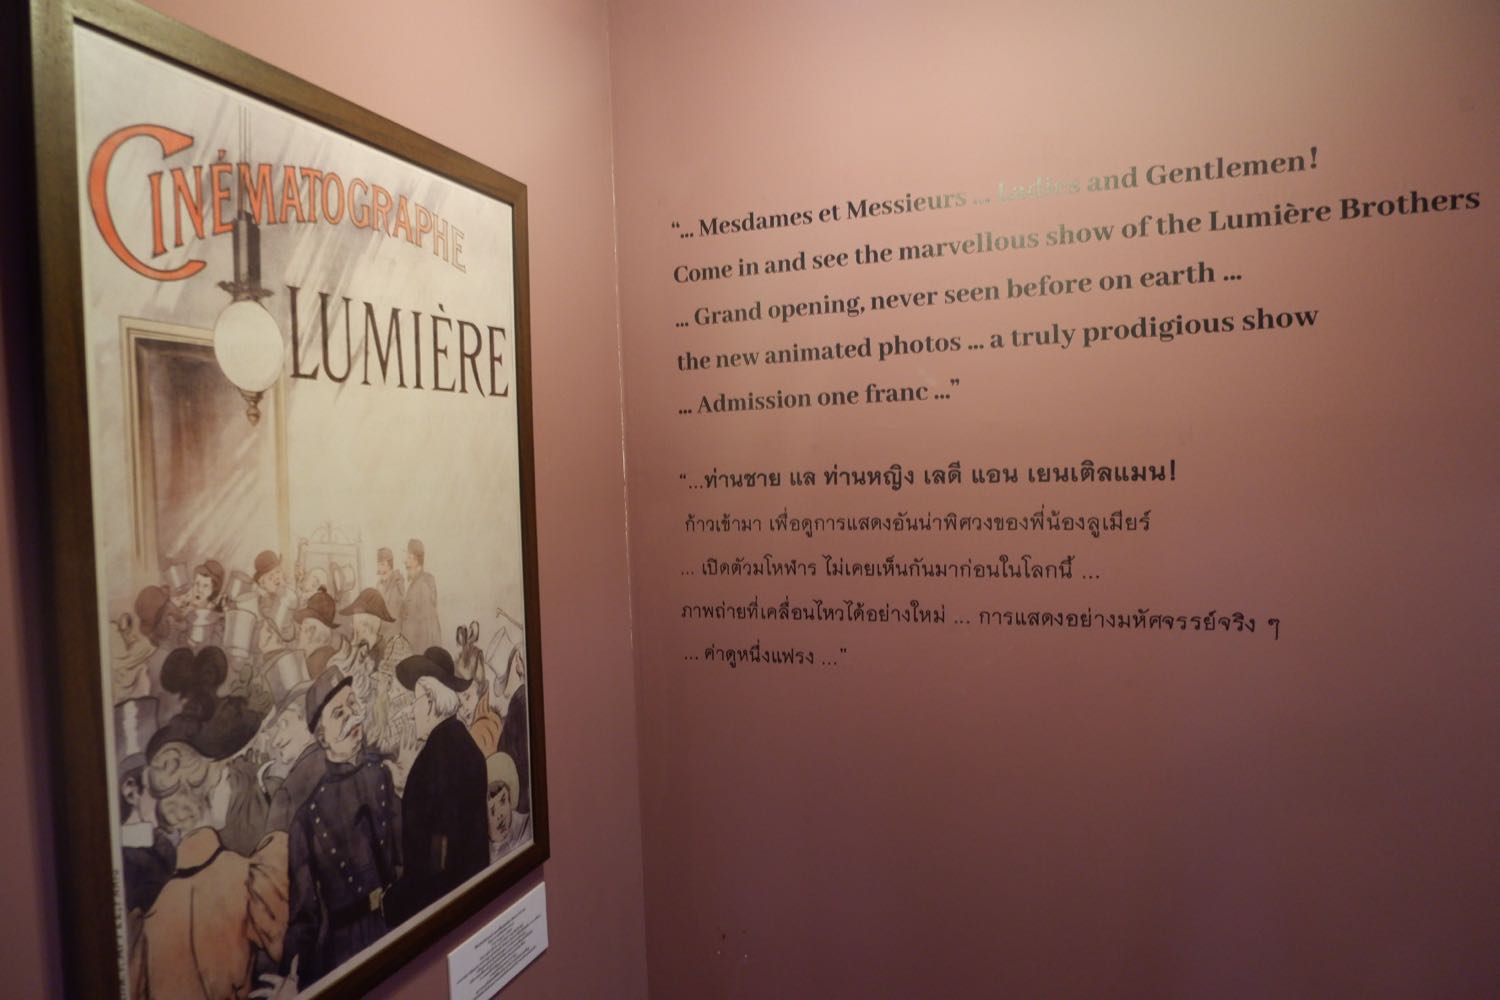 CINÉMATOGRAPHE
LUMIÈRE
“... Mesdames et Messieurs ... Ladies and Gentlemen!
Come in and see the marvellous show of the Lumière Brothers
... Grand opening, never seen before on earth ...
the new animated photos ... a truly prodigious show
... Admission one franc ...”
“...ท่านชาย แล ท่านหญิง เลดี แอน เยนเติลแมน!
ก้าวเข้ามา เพื่อดูการแสดงอันน่าพิศวงของพี่น้องลูเมียร์
... เปิดตัวมโหฬาร ไม่เคยเห็นกันมาก่อนในโลกนี้ ...
ภาพถ่ายที่เคลื่อนไหวได้อย่างใหม่ ... การแสดงอย่างมหัศจรรย์จริง ๆ
... ค่าดูหนึ่งแฟรง ...”